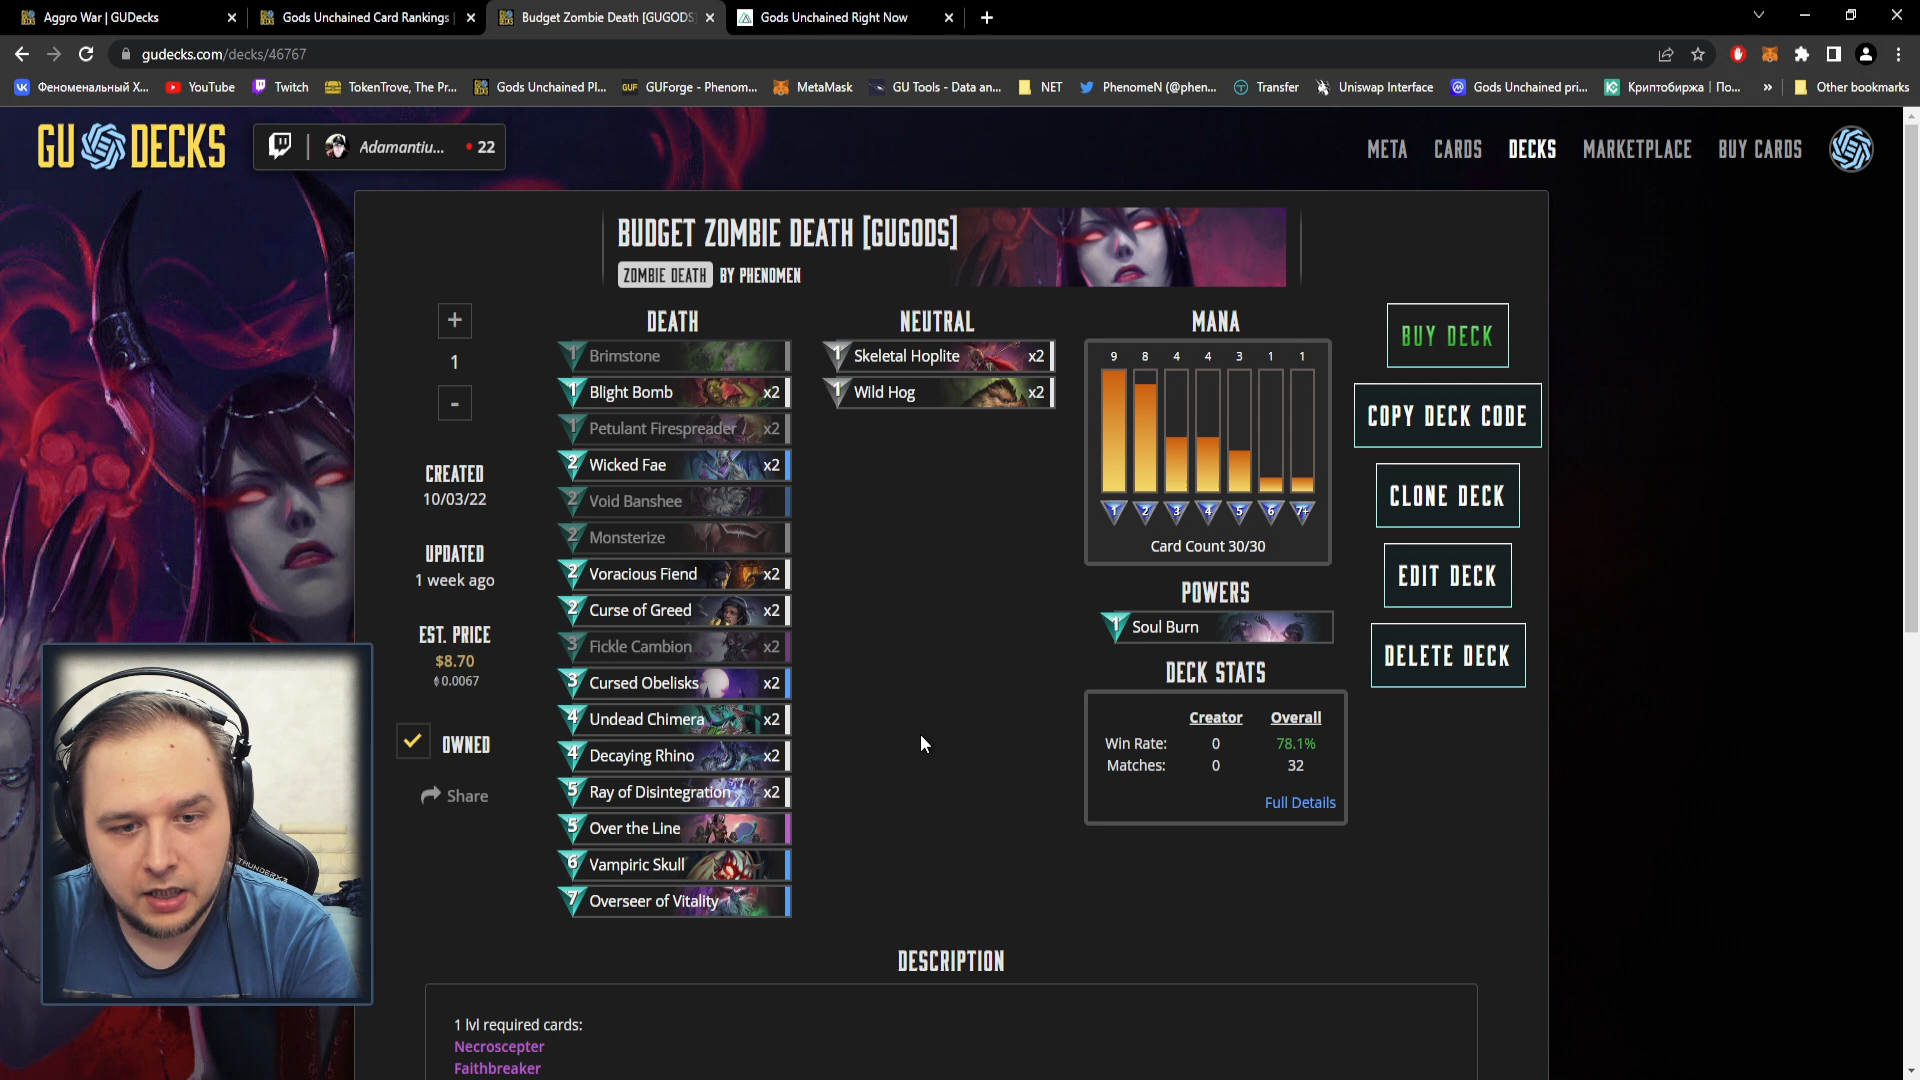 Aggro War | GUDecks
Gods Unchained Card Rankings
Budget Zombie Death [GUGODS
Gods Unchained Right Now
gudecks.com/decks/46767
Феноменальный Х...
YouTube
Twitch
TokenTrove, The Pr...
Gods Unchained Pl...
GUF
GUForge - Phenom...
MetaMask
GU Tools - Data an...
NET
PhenomeN (@phen...
Transfer
Uniswap Interface
Gods Unchained pri...
Криптобиржа | По...
»
Other bookmarks
GU DECKS
Adamantiu...
22
META
CARDS
DECKS
MARKETPLACE
BUY CARDS
BUDGET ZOMBIE DEATH [GUGODS]
ZOMBIE DEATH BY PHENOMEN
+
1
-
CREATED
10/03/22
UPDATED
1 week ago
EST. PRICE
$8.70
0.0067
OWNED
Share
DEATH
1 Brimstone
1 Blight Bomb x2
1 Petulant Firespreader x2
2 Wicked Fae x2
2 Void Banshee
2 Monsterize
2 Voracious Fiend x2
2 Curse of Greed x2
3 Fickle Cambion x2
3 Cursed Obelisks x2
4 Undead Chimera x2
4 Decaying Rhino x2
5 Ray of Disintegration x2
5 Over the Line
6 Vampiric Skull
7 Overseer of Vitality
NEUTRAL
1 Skeletal Hoplite x2
1 Wild Hog x2
MANA
9 8 4 4 3 1 1
1 2 3 4 5 6 7+
Card Count 30/30
POWERS
1 Soul Burn
DECK STATS
Creator Overall
Win Rate: 0 78.1%
Matches: 0 32
Full Details
BUY DECK
COPY DECK CODE
CLONE DECK
EDIT DECK
DELETE DECK
THUNDERX3
DESCRIPTION
1 lvl required cards:
Necroscepter
Faithbreaker